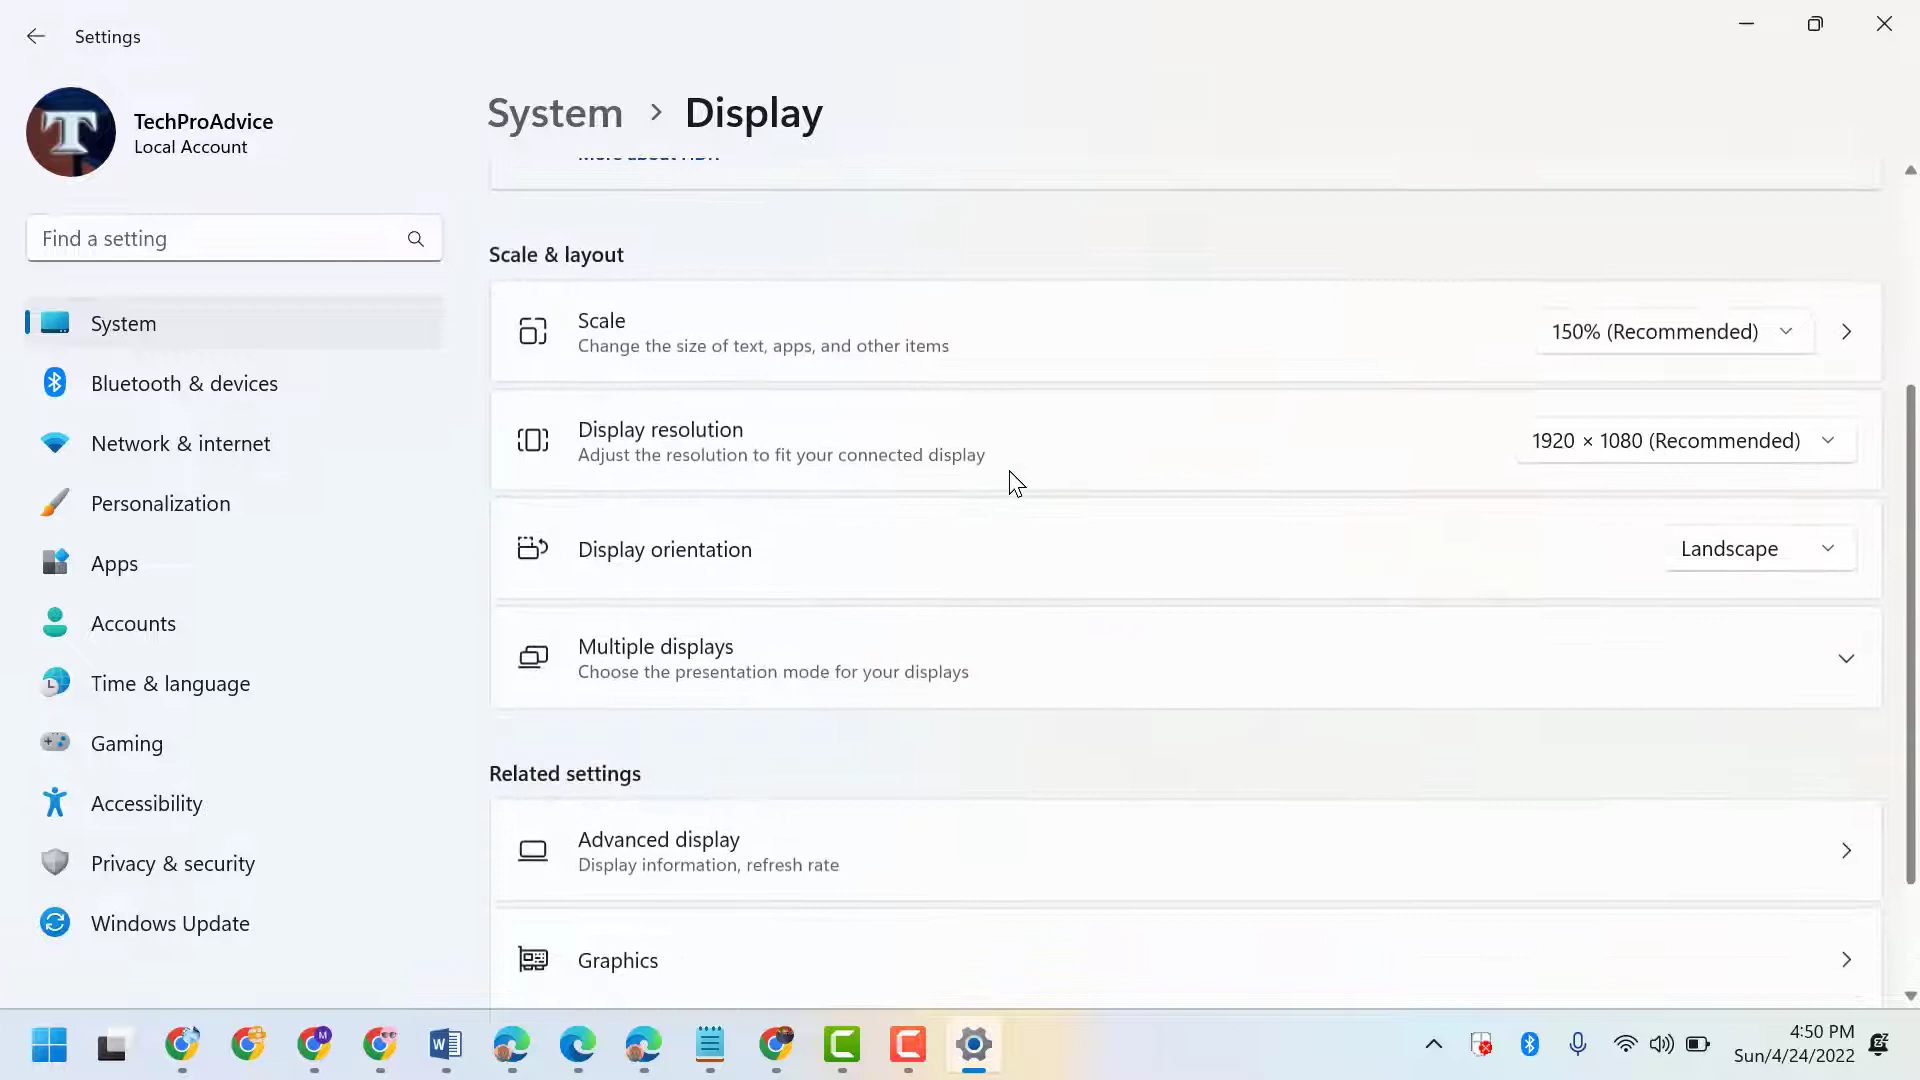 Settings
TechProAdvice
Local Account
Find a setting
System
Bluetooth & devices
Network & internet
Personalization
Apps
Accounts
Time & language
Gaming
Accessibility
Privacy & security
Windows Update
System > Display
More about HDR
Scale & layout
Scale
Change the size of text, apps, and other items
150% (Recommended)
Display resolution
Adjust the resolution to fit your connected display
1920 × 1080 (Recommended)
Display orientation
Landscape
Multiple displays
Choose the presentation mode for your displays
Related settings
Advanced display
Display information, refresh rate
Graphics
4:50 PM
Sun/4/24/2022